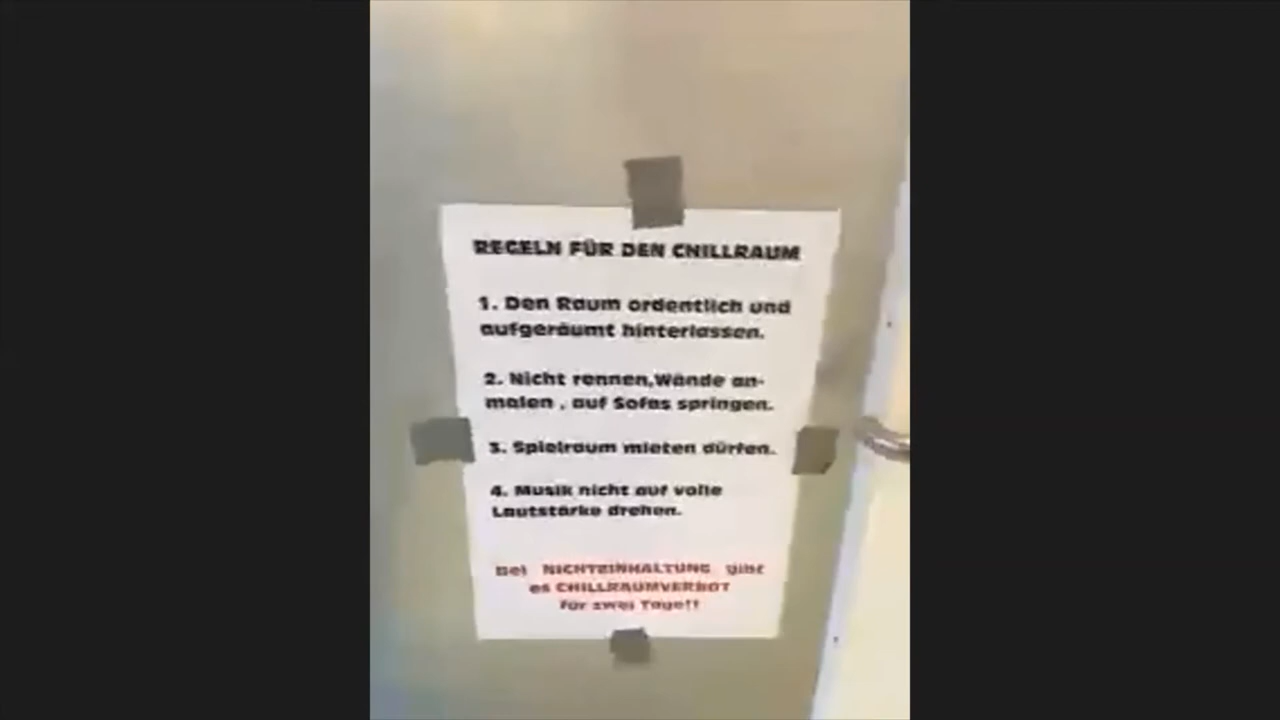 REGELN FÜR DEN CHILLRAUM
1. Den Raum ordentlich und
aufgeräumt hinterlassen.
2. Nicht rennen,Wände an-
malen , auf Sofas springen.
3. Spielraum mieten dürfen.
4. Musik nicht auf volle
Lautstärke drehen.
Bei NICHTEINHALTUNG gibt
es CHILLRAUMVERBOT
für zwei Tage!!